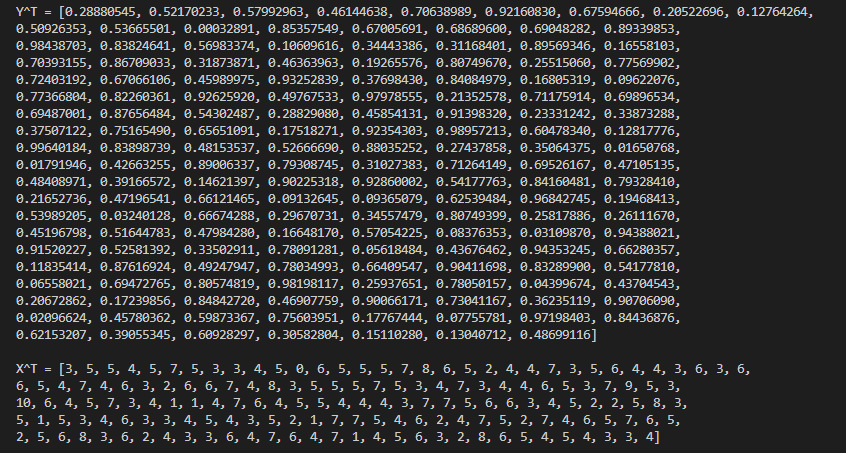 Y^T = [0.28880545, 0.52170233, 0.57992963, 0.46144638, 0.70638989, 0.92160830, 0.67594666, 0.20522696, 0.12764264,
0.50926353, 0.53665501, 0.00032891, 0.85357549, 0.67005691, 0.68689600, 0.69048282, 0.89339853,
0.98438703, 0.83824641, 0.56983374, 0.10609616, 0.34443386, 0.31168401, 0.89569346, 0.16558103,
0.70393155, 0.86709033, 0.31873871, 0.46363963, 0.19265576, 0.80749670, 0.25515060, 0.77569902,
0.72403192, 0.67066106, 0.45989975, 0.93252839, 0.37698430, 0.84084979, 0.16805319, 0.09622076,
0.77366804, 0.82260361, 0.92625920, 0.49767533, 0.97978555, 0.21352578, 0.71175914, 0.69896534,
0.69487001, 0.87656484, 0.54302487, 0.28829080, 0.45854131, 0.91398320, 0.23331242, 0.33873288,
0.37507122, 0.75165490, 0.65651091, 0.17518271, 0.92354303, 0.98957213, 0.60478340, 0.12817776,
0.99640184, 0.83898739, 0.48153537, 0.52666690, 0.88035252, 0.27437858, 0.35064375, 0.01650768,
0.01791946, 0.42663255, 0.89006337, 0.79308745, 0.31027383, 0.71264149, 0.69526167, 0.47105135,
0.48408971, 0.39166572, 0.14621397, 0.90225318, 0.92860002, 0.54177763, 0.84160481, 0.79328410,
0.21652736, 0.47196541, 0.66121465, 0.09132645, 0.09365079, 0.62539484, 0.96842745, 0.19468413,
0.53989205, 0.03240128, 0.66674288, 0.29670731, 0.34557479, 0.80749399, 0.25817886, 0.26111670,
0.45196798, 0.51644783, 0.47984280, 0.16648170, 0.57054225, 0.08376353, 0.03109870, 0.94388021,
0.91520227, 0.52581392, 0.33502911, 0.78091281, 0.05618484, 0.43676462, 0.94353245, 0.66280357,
0.11835414, 0.87616924, 0.49247947, 0.78034993, 0.66409547, 0.90411698, 0.83289900, 0.54177810,
0.06558021, 0.69472765, 0.80574819, 0.98198117, 0.25937651, 0.78050157, 0.04399674, 0.43704543,
0.20672862, 0.17239856, 0.84842720, 0.46907759, 0.90066171, 0.73041167, 0.36235119, 0.90706090,
0.02096624, 0.45780362, 0.59873367, 0.75603951, 0.17767444, 0.07755781, 0.97198403, 0.84436876,
0.62153207, 0.39055345, 0.60928297, 0.30582804, 0.15110280, 0.13040712, 0.48699116]
X^T = [3, 5, 5, 4, 5, 7, 5, 3, 3, 4, 5, 0, 6, 5, 5, 5, 7, 8, 6, 5, 2, 4, 4, 7, 3, 5, 6, 4, 4, 3, 6, 3, 6,
6, 5, 4, 7, 4, 6, 3, 2, 6, 6, 7, 4, 8, 3, 5, 5, 5, 7, 5, 3, 4, 7, 3, 4, 4, 6, 5, 3, 7, 9, 5, 3,
10, 6, 4, 5, 7, 3, 4, 1, 1, 4, 7, 6, 4, 5, 5, 4, 4, 4, 3, 7, 7, 5, 6, 6, 3, 4, 5, 2, 2, 5, 8, 3,
5, 1, 5, 3, 4, 6, 3, 3, 4, 5, 4, 3, 5, 2, 1, 7, 7, 5, 4, 6, 2, 4, 7, 5, 2, 7, 4, 6, 5, 7, 6, 5,
2, 5, 6, 8, 3, 6, 2, 4, 3, 3, 6, 4, 7, 6, 4, 7, 1, 4, 5, 6, 3, 2, 8, 6, 5, 4, 5, 4, 3, 3, 4]